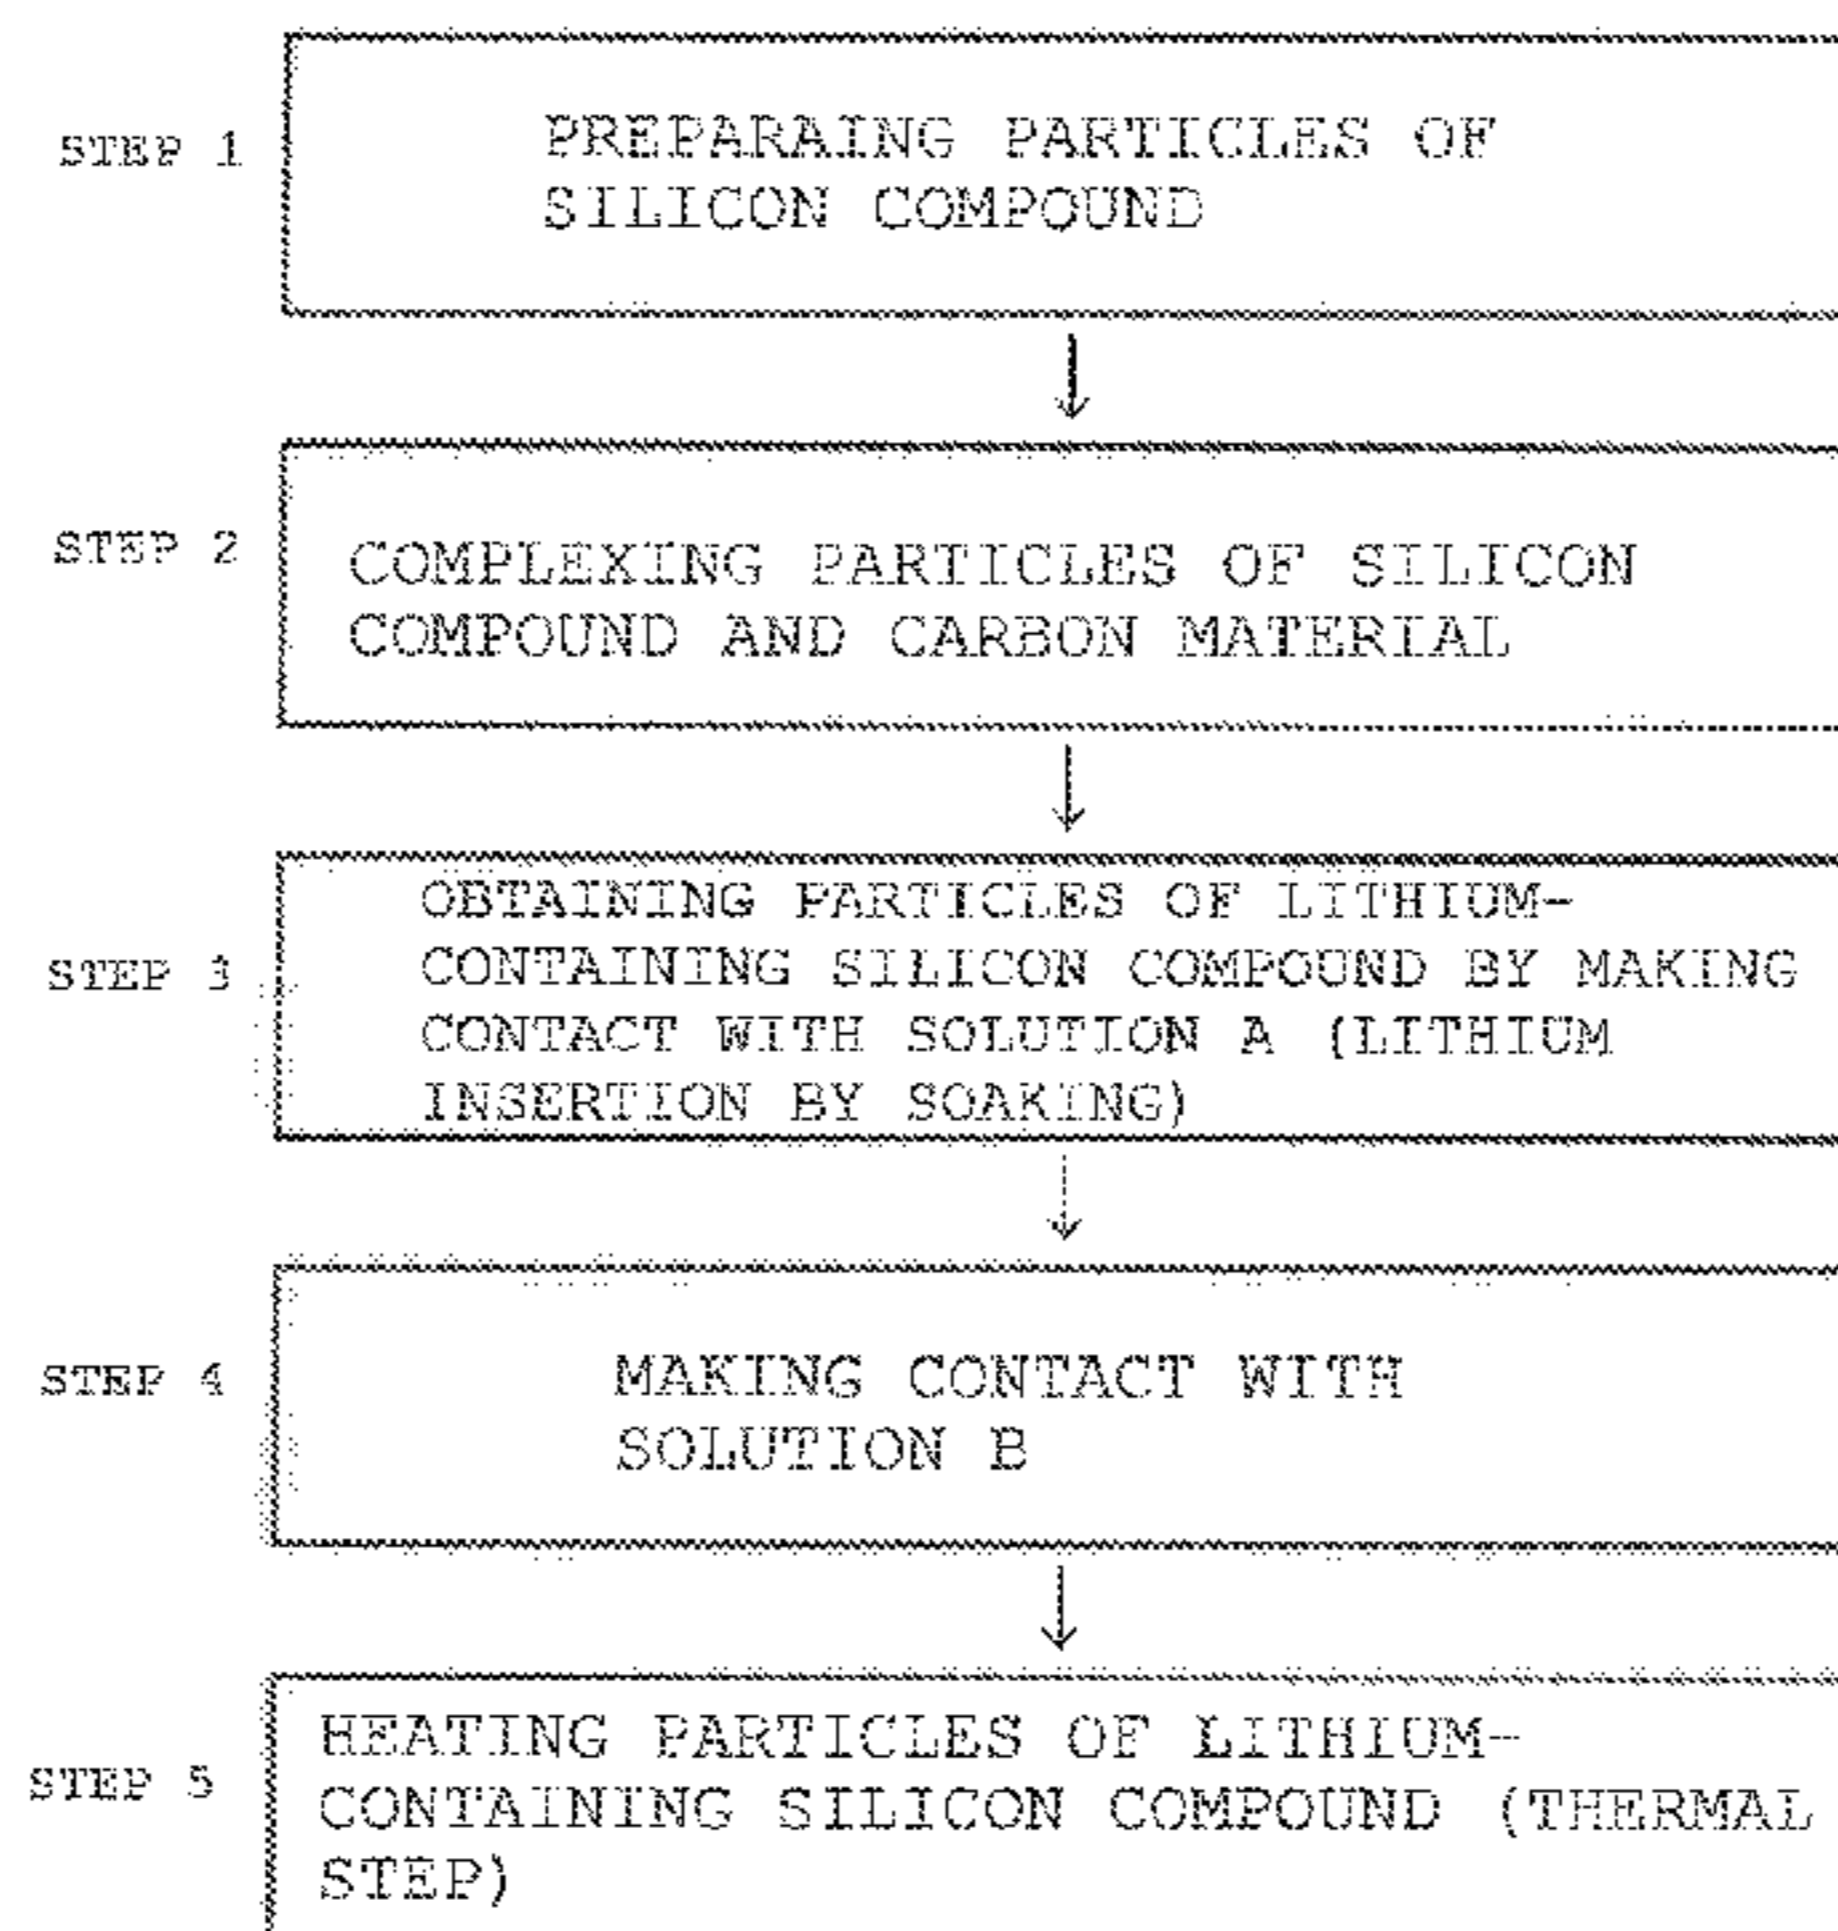 STEP 1
PREPARAING PARTICLES OF
SILICON COMPOUND
STEP 2
COMPLEXING PARTICLES OF SILICON
COMPOUND AND CARBON MATERIAL
STEP 3
OBTAINING PARTICLES OF LITHIUM-
CONTAINING SILICON COMPOUND BY MAKING
CONTACT WITH SOLUTION A (LITHIUM
INSERTION BY SOAKING)
STEP 4
MAKING CONTACT WITH
SOLUTION B
STEP 5
HEATING PARTICLES OF LITHIUM-
CONTAINING SILICON COMPOUND (THERMAL
STEP)